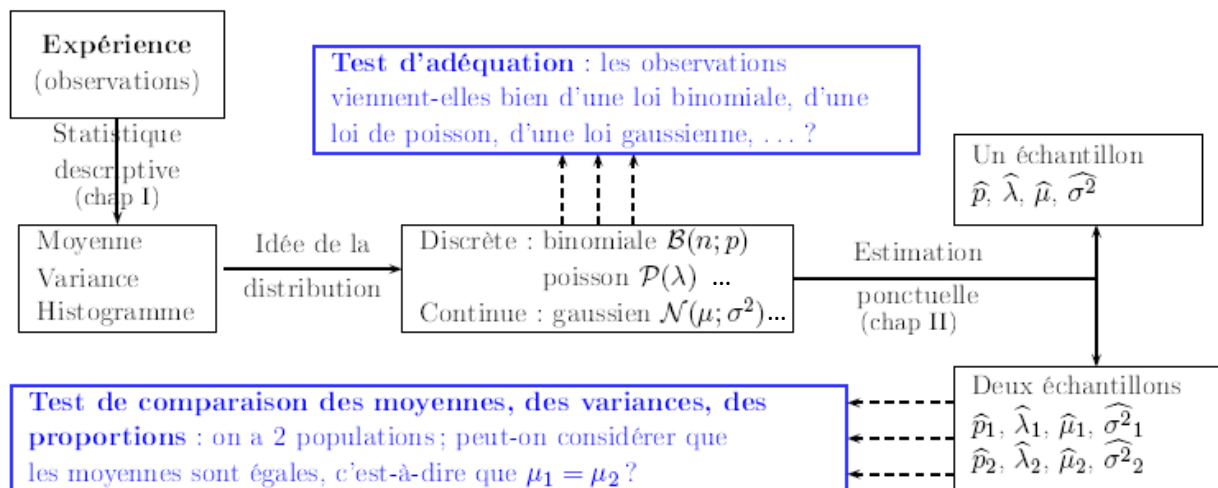 Expérience
(observations)
Statistique
descriptive
(chap I)
Moyenne
Variance
Histogramme
Idée de la
distribution
Test d'adéquation : les observations
viennent-elles bien d'une loi binomiale, d'une
loi de poisson, d'une loi gaussienne, ... ?
Discrète : binomiale 𝓑(n; p)
poisson 𝓟(λ) ...
Continue : gaussien 𝓝(μ; σ²)...
Estimation
ponctuelle
(chap II)
Un échantillon
p̂, λ̂, μ̂, σ̂²
Deux échantillons
p̂₁, λ̂₁, μ̂₁, σ̂²₁
p̂₂, λ̂₂, μ̂₂, σ̂²₂
Test de comparaison des moyennes, des variances, des
proportions : on a 2 populations ; peut-on considérer que
les moyennes sont égales, c'est-à-dire que μ₁ = μ₂ ?